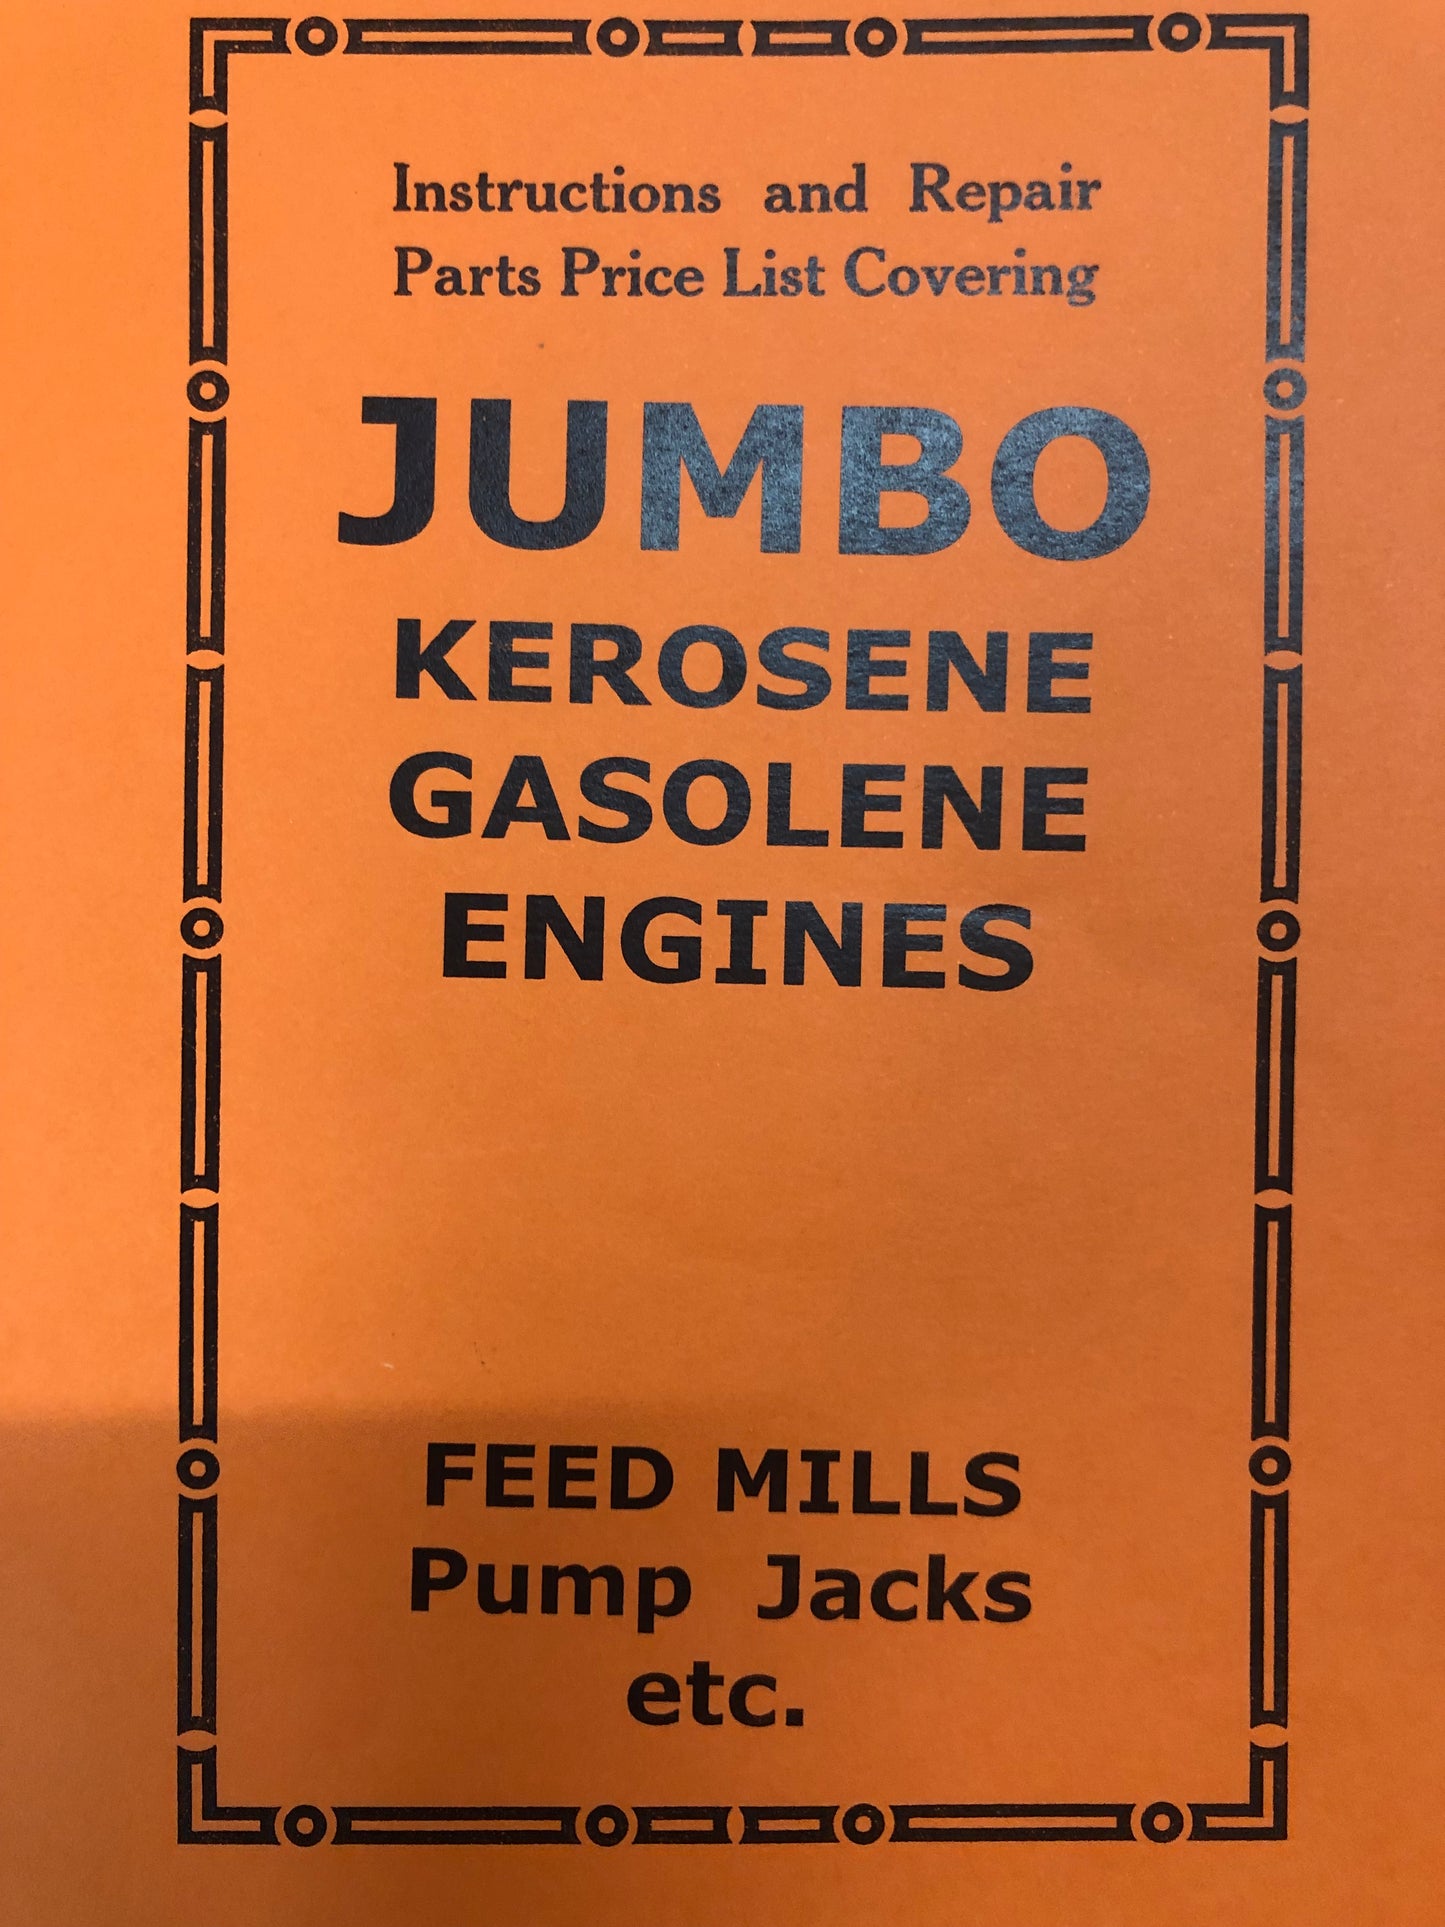 Instructions and Repair
Parts Price List Covering
JUMBO
KEROSENE
GASOLENE
ENGINES
FEED MILLS
Pump Jacks
etc.